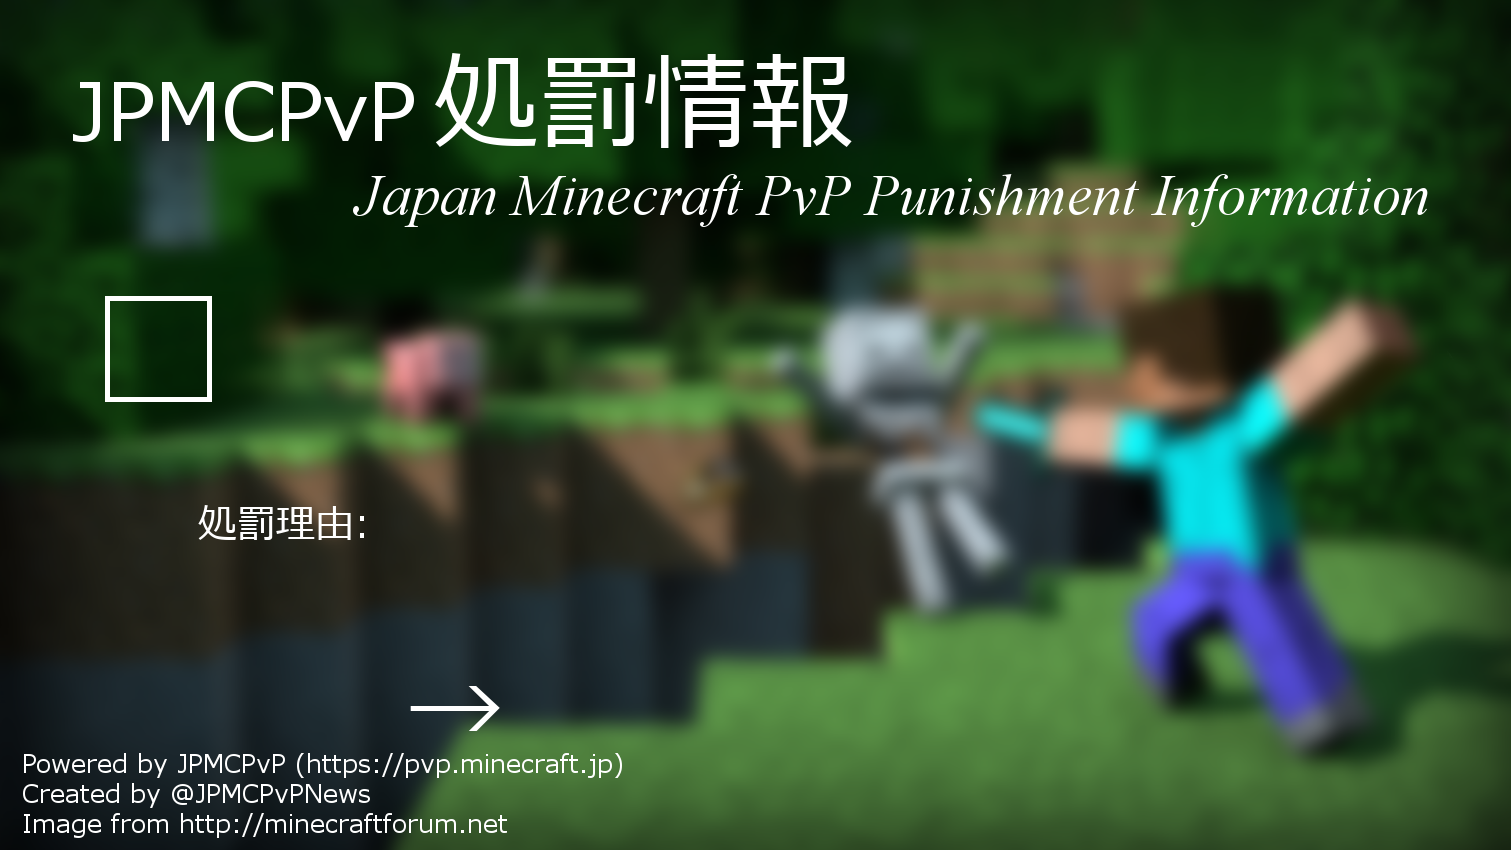 JPMCPvP 処罰情報
Japan Minecraft PvP Punishment Information
処罰理由:
→
Powered by JPMCPvP (https://pvp.minecraft.jp)
Created by @JPMCPvPNews
Image from http://minecraftforum.net